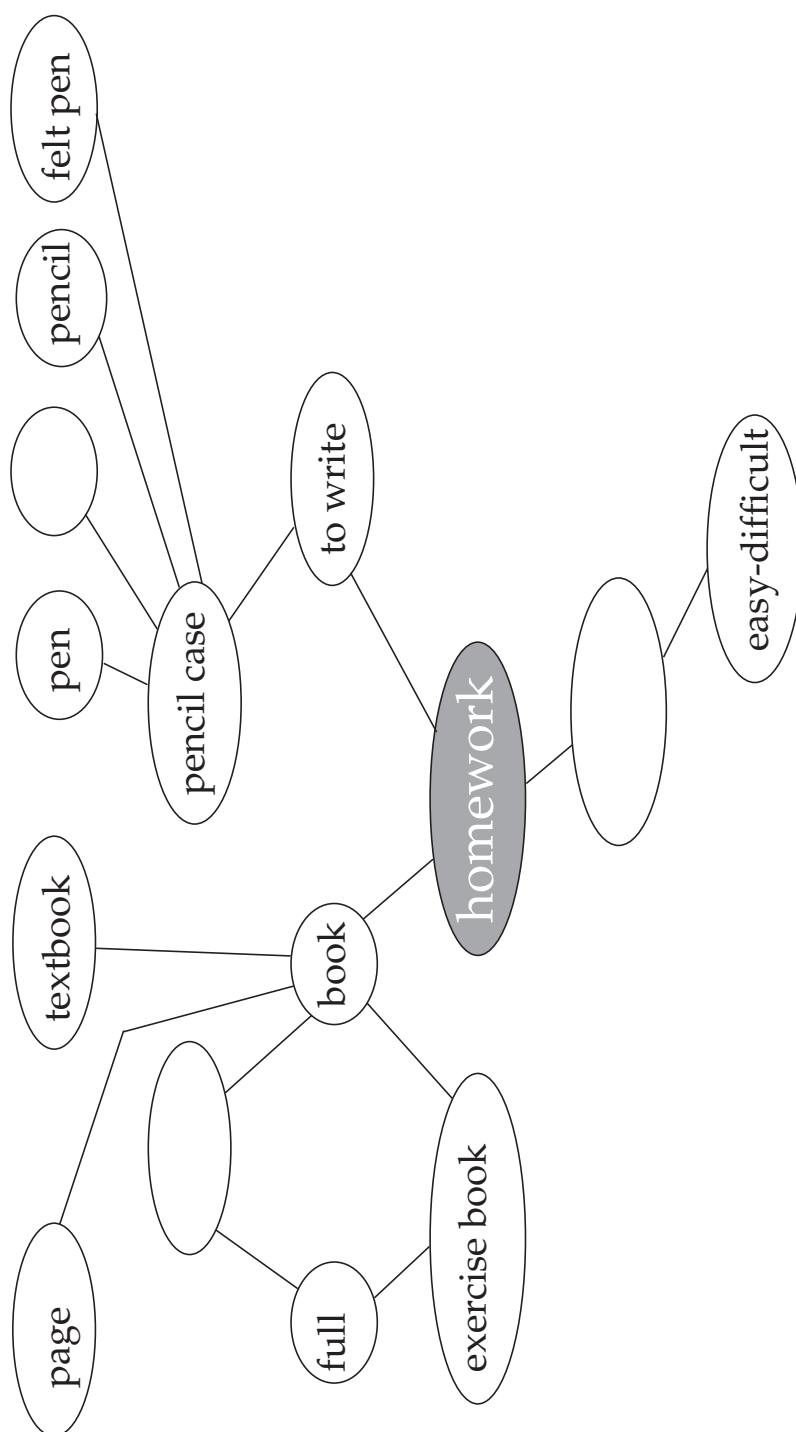 page
textbook
pen
pencil
felt pen
pencil case
full
book
to write
exercise book
homework
easy-difficult